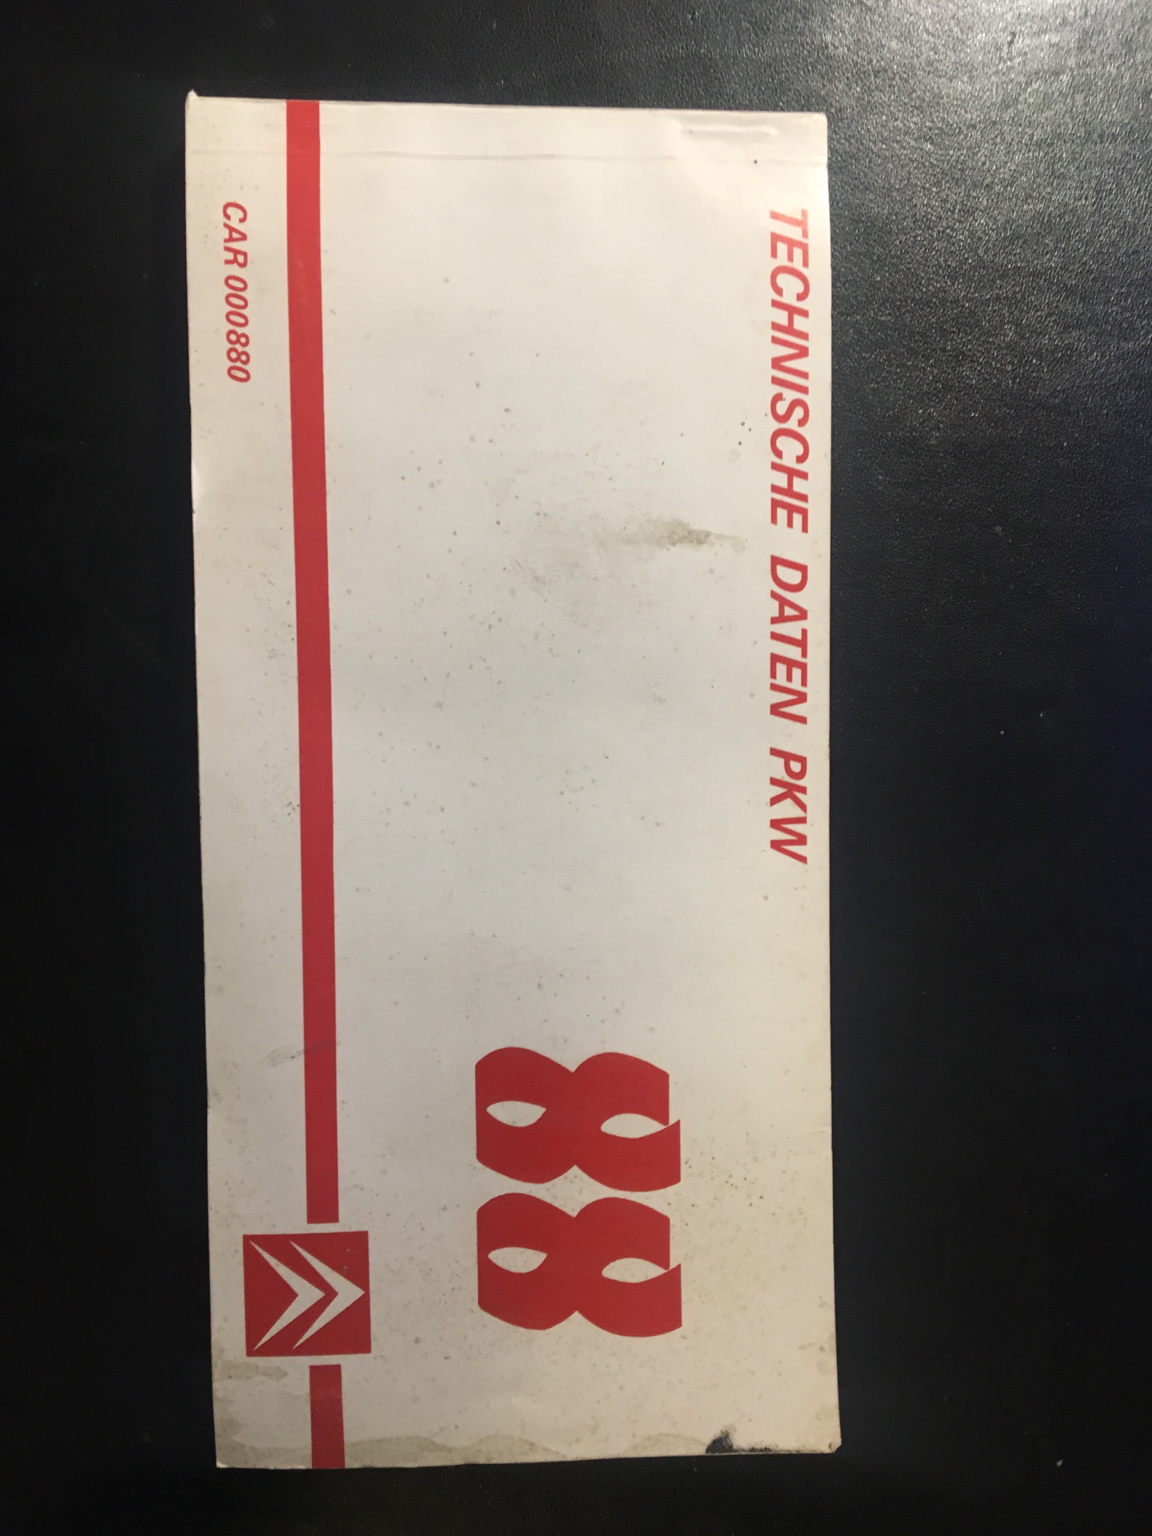 TECHNISCHE DATEN PKW
88
CAR 000880